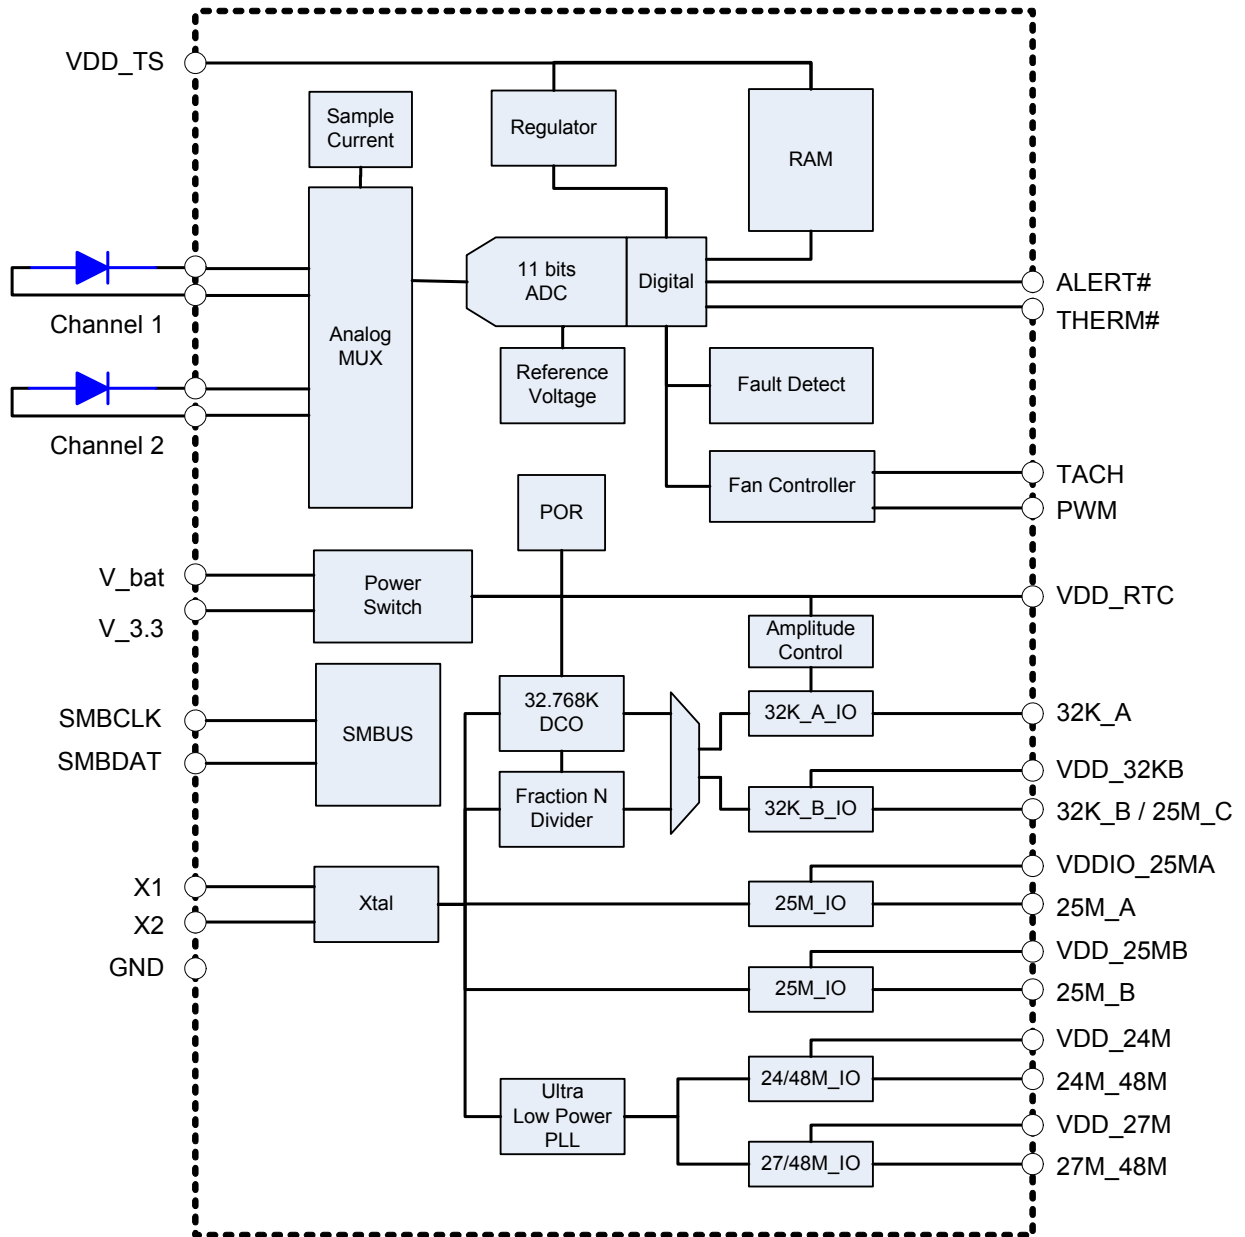 VDD_TS
Sample
Current
Regulator
RAM
Channel 1
Analog
MUX
11 bits
ADC
Digital
ALERT#
THERM#
Reference
Voltage
Fault Detect
Channel 2
Fan Controller
TACH
PWM
POR
V_bat
V_3.3
Power
Switch
VDD_RTC
Amplitude
Control
SMBCLK
SMBDAT
SMBUS
32.768K
DCO
32K_A_IO
32K_A
Fraction N
Divider
32K_B_IO
VDD_32KB
32K_B / 25M_C
X1
X2
GND
Xtal
25M_IO
VDDIO_25MA
25M_A
25M_IO
VDD_25MB
25M_B
Ultra
Low Power
PLL
24/48M_IO
VDD_24M
24M_48M
27/48M_IO
VDD_27M
27M_48M